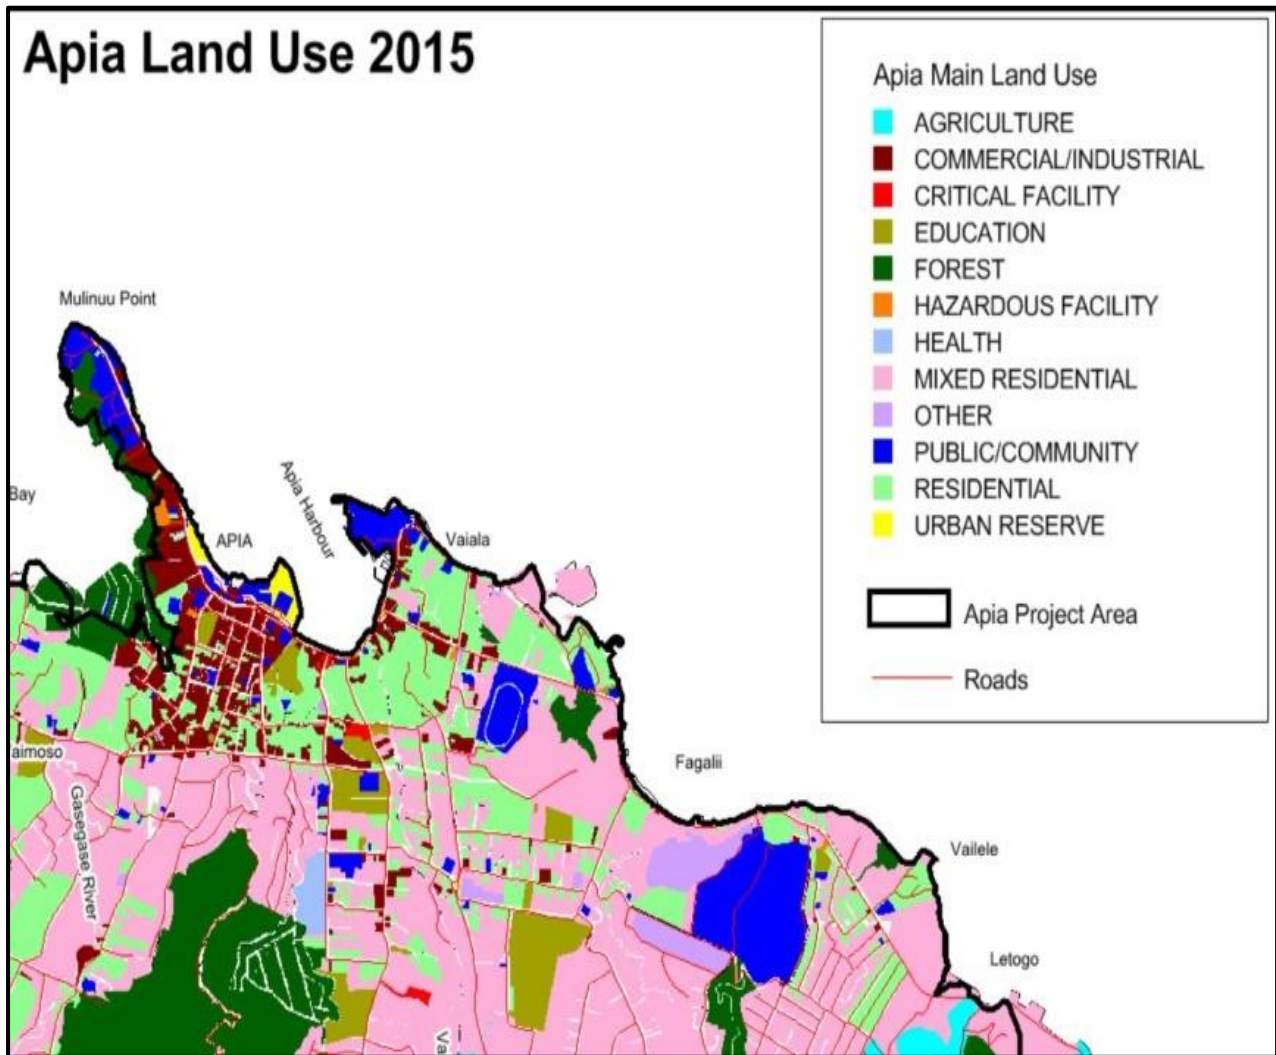 Apia Land Use 2015
Apia Main Land Use
AGRICULTURE
COMMERCIAL/INDUSTRIAL
CRITICAL FACILITY
EDUCATION
FOREST
HAZARDOUS FACILITY
HEALTH
MIXED RESIDENTIAL
OTHER
PUBLIC/COMMUNITY
RESIDENTIAL
URBAN RESERVE
Apia Project Area
Roads
Mulinuu Point
Bay
Apia Harbour
APIA
Vaiala
aimoso
Fagalii
Gasegase River
Vailele
Letogo
Va